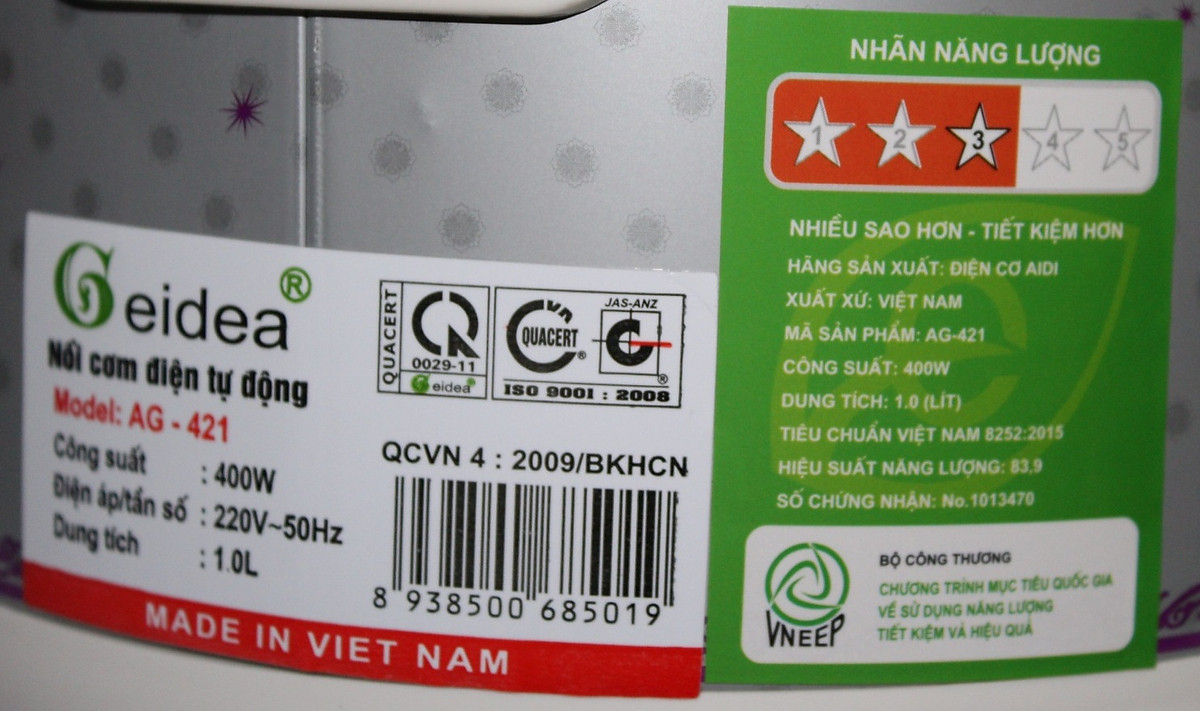 Geidea®
Nồi cơm điện tự động
Model: AG - 421
Công suất : 400W
Điện áp/tần số : 220V~50Hz
Dung tích : 1.0L
QUACERT
0029-11
Geidea®
QUACERT®
JAS-ANZ
®
ISO 9001 : 2008
QCVN 4 : 2009/BKHCN
8 938500 685019
MADE IN VIET NAM
NHÃN NĂNG LƯỢNG
1 2 3 4 5
NHIỀU SAO HƠN - TIẾT KIỆM HƠN
HÃNG SẢN XUẤT: ĐIỆN CƠ AIDI
XUẤT XỨ: VIỆT NAM
MÃ SẢN PHẨM: AG-421
CÔNG SUẤT: 400W
DUNG TÍCH: 1.0 (LÍT)
TIÊU CHUẨN VIỆT NAM 8252:2015
HIỆU SUẤT NĂNG LƯỢNG: 83,9
SỐ CHỨNG NHẬN: No.1013470
VNEEP
BỘ CÔNG THƯƠNG
CHƯƠNG TRÌNH MỤC TIÊU QUỐC GIA
VỀ SỬ DỤNG NĂNG LƯỢNG
TIẾT KIỆM VÀ HIỆU QUẢ